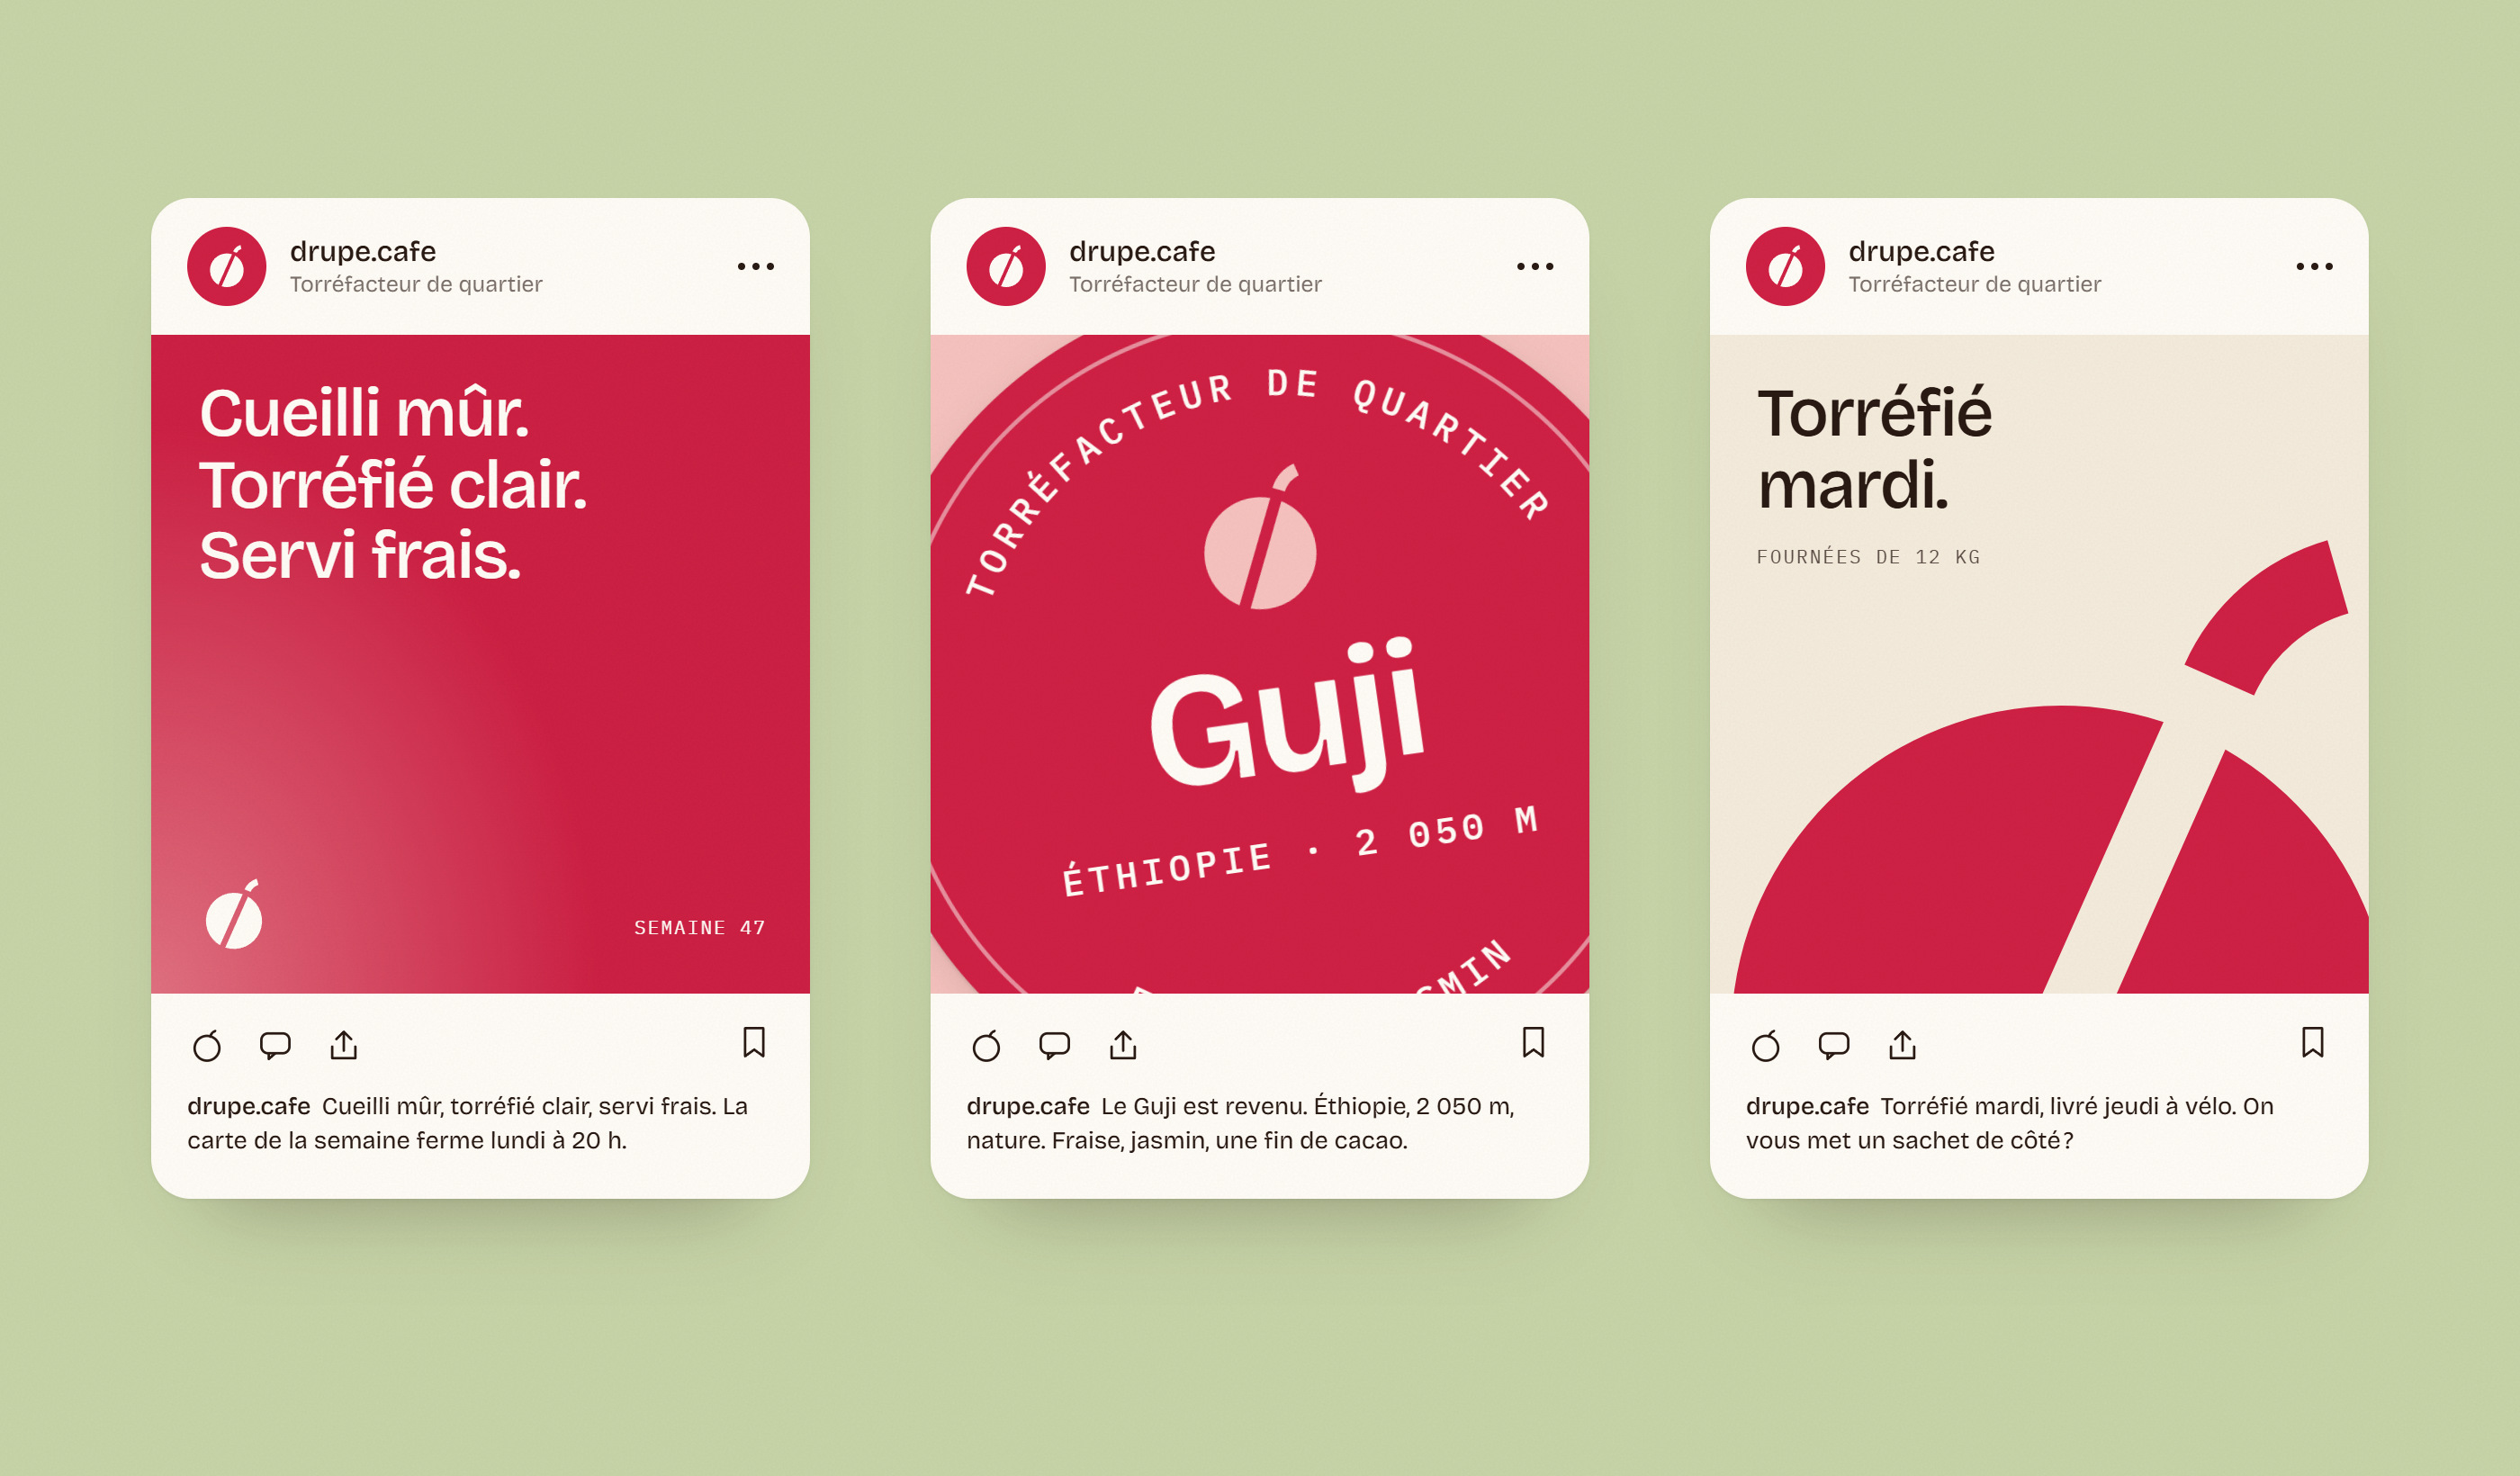 drupe.cafe
Torréfacteur de quartier
Cueilli mûr.
Torréfié clair.
Servi frais.
SEMAINE 47
drupe.cafe Cueilli mûr, torréfié clair, servi frais. La
carte de la semaine ferme lundi à 20 h.
drupe.cafe
Torréfacteur de quartier
TORRÉFACTEUR DE QUARTIER
Guji
ÉTHIOPIE · 2 050 M
drupe.cafe Le Guji est revenu. Éthiopie, 2 050 m,
nature. Fraise, jasmin, une fin de cacao.
drupe.cafe
Torréfacteur de quartier
Torréfié
mardi.
FOURNÉES DE 12 KG
drupe.cafe Torréfié mardi, livré jeudi à vélo. On
vous met un sachet de côté ?